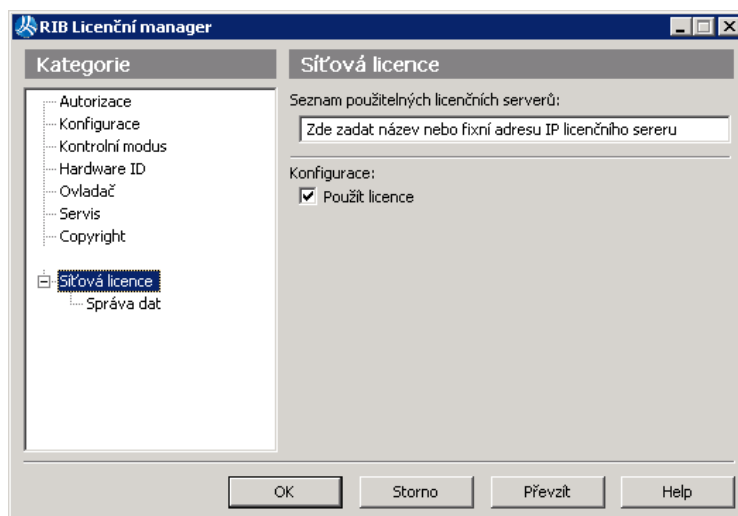 RIB Licenční manager
Kategorie
Autorizace
Konfigurace
Kontrolní modus
Hardware ID
Ovladač
Servis
Copyright
Síťová licence
Správa dat
Síťová licence
Seznam použitelných licenčních serverů:
Zde zadat název nebo fixní adresu IP licenčního sereru
Konfigurace:
Použít licence
OK
Storno
Převzít
Help